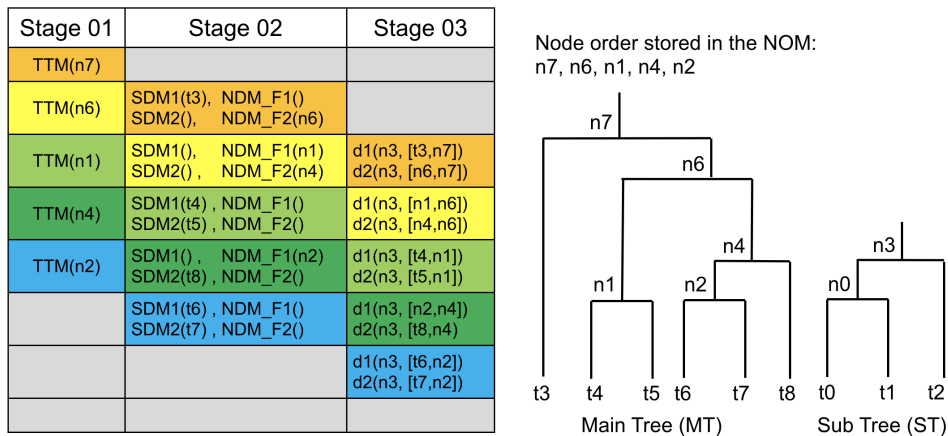 Stage 01 Stage 02 Stage 03
TTM(n7)
TTM(n6)
SDM1(t3), NDM_F1()
SDM2(), NDM_F2(n6)
TTM(n1)
SDM1(), NDM_F1(n1)
SDM2() , NDM_F2(n4)
d1(n3, [t3,n7])
d2(n3, [n6,n7])
TTM(n4)
SDM1(t4) , NDM_F1()
SDM2(t5) , NDM_F2()
d1(n3, [n1,n6])
d2(n3, [n4,n6])
TTM(n2)
SDM1() , NDM_F1(n2)
SDM2(t8) , NDM_F2()
d1(n3, [t4,n1])
d2(n3, [t5,n1])
SDM1(t6) , NDM_F1()
SDM2(t7) , NDM_F2()
d1(n3, [n2,n4])
d2(n3, [t8,n4)
d1(n3, [t6,n2])
d2(n3, [t7,n2])
Node order stored in the NOM:
n7, n6, n1, n4, n2
n7
n6
n4
n3
n1
n2
n0
t3 t4 t5 t6 t7 t8 t0 t1 t2
Main Tree (MT)
Sub Tree (ST)